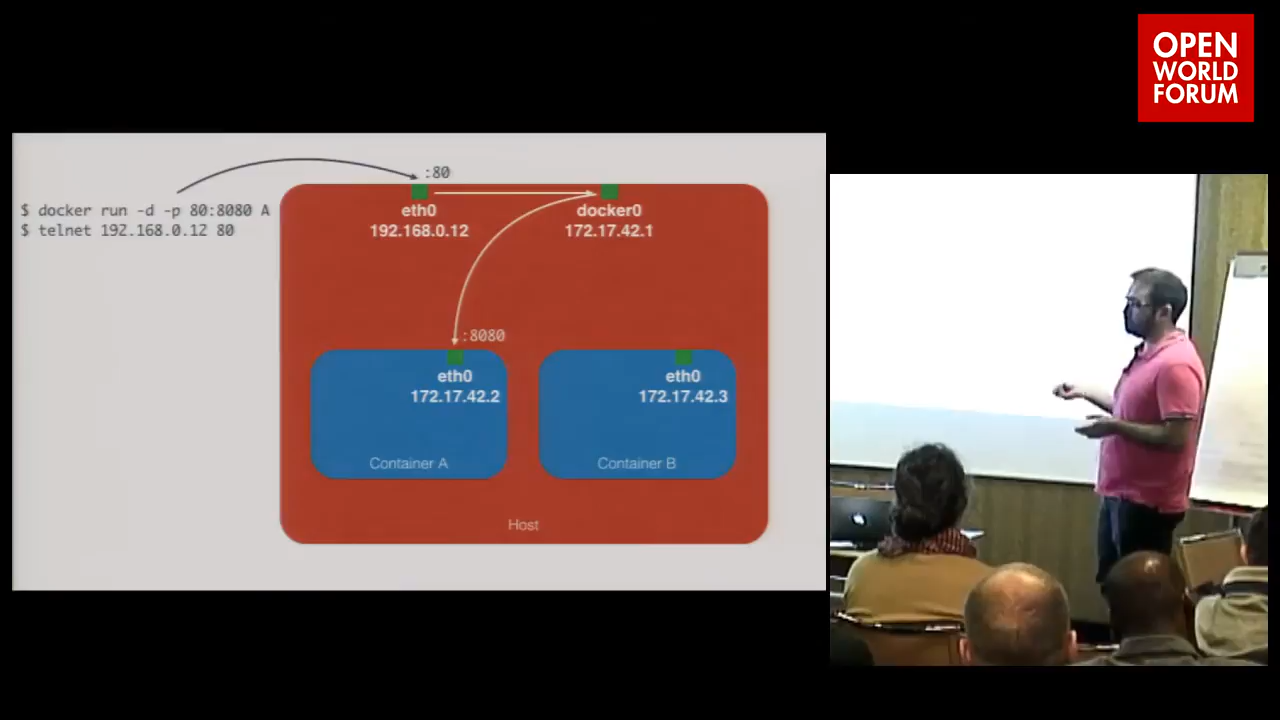 OPEN
WORLD
FORUM
:80
$ docker run -d -p 80:8080 A
$ telnet 192.168.0.12 80
eth0
192.168.0.12
docker0
172.17.42.1
:8080
eth0
172.17.42.2
eth0
172.17.42.3
Container A
Container B
Host